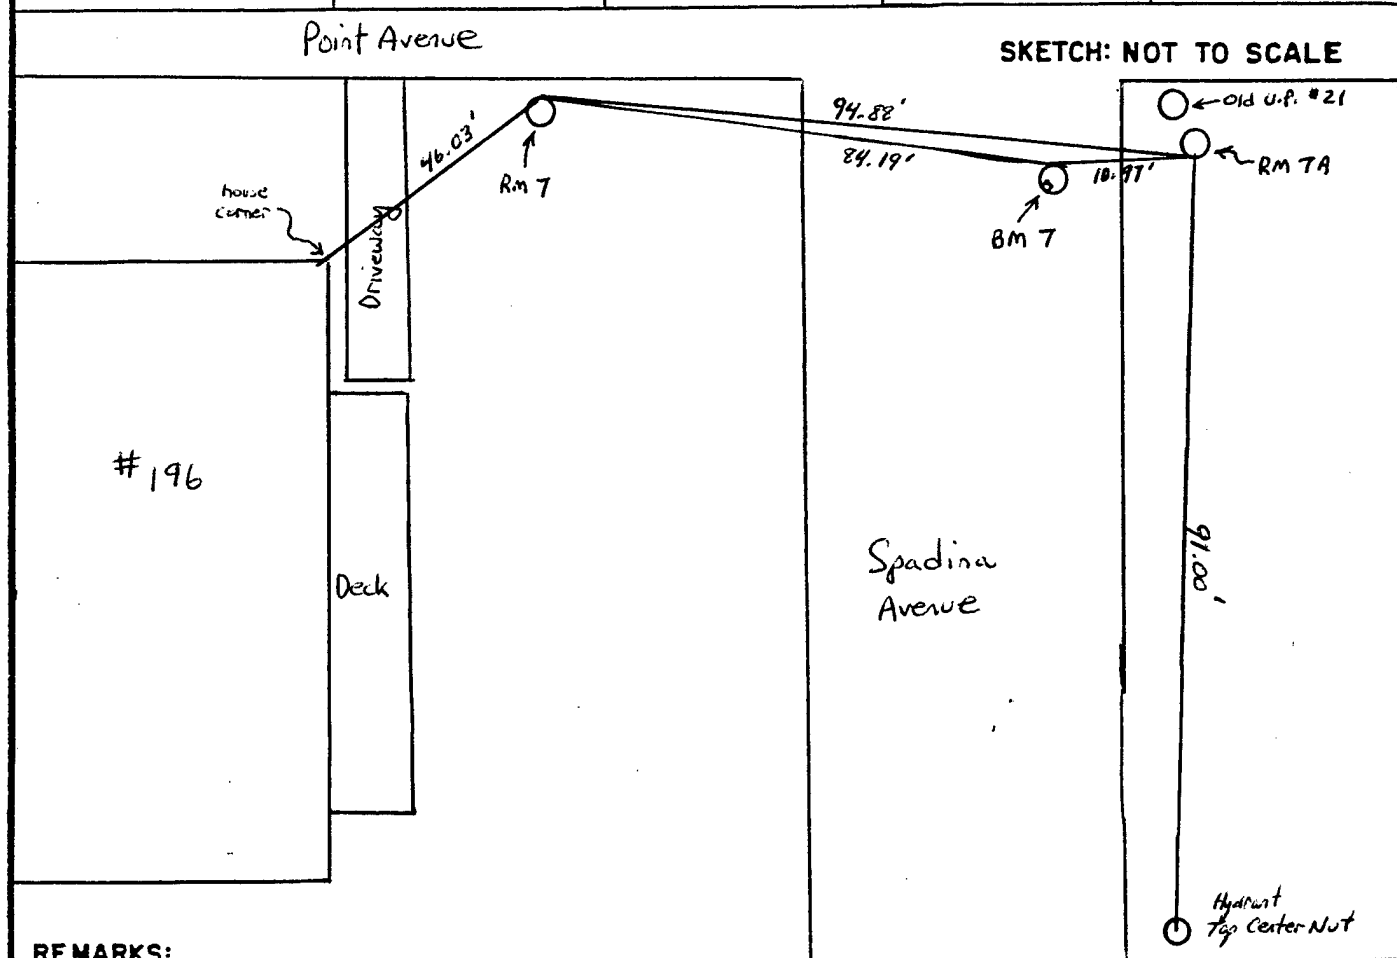 Point Avenue
SKETCH: NOT TO SCALE
Old U.P. #21
94.88'
46.03'
84.19'
10.97'
RM 7A
RM 7
house
corner
BM 7
Driveway
#196
Spadina
Avenue
91.00'
Deck
Hydrant
Top Center Nut
REMARKS: